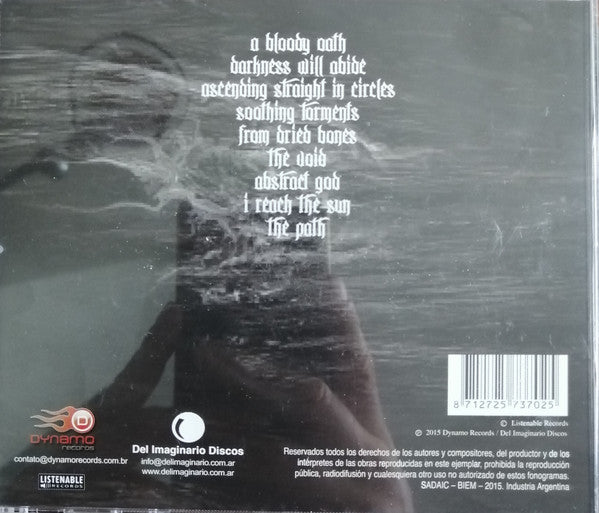 a bloody oath
darkness will abide
ascending straight in circles
soothing torments
from dried bones
the void
abstract god
i reach the sun
the path
8 712725 737025
© Listenable Records
℗ 2015 Dynamo Records / Del Imaginario Discos
DYNAMO
records
contato@dynamorecords.com.br
LISTENABLE
RECORDS
Del Imaginario Discos
info@delimaginario.com.ar
www.delimaginario.com.ar
Reservados todos los derechos de los autores y compositores, del productor y de los
intérpretes de las obras reproducidas en este ejemplar, prohibida la reproducción
pública, radiodifusión y cualesquiera otro uso no autorizado de estos fonogramas.
SADAIC – BIEM – 2015. Industria Argentina